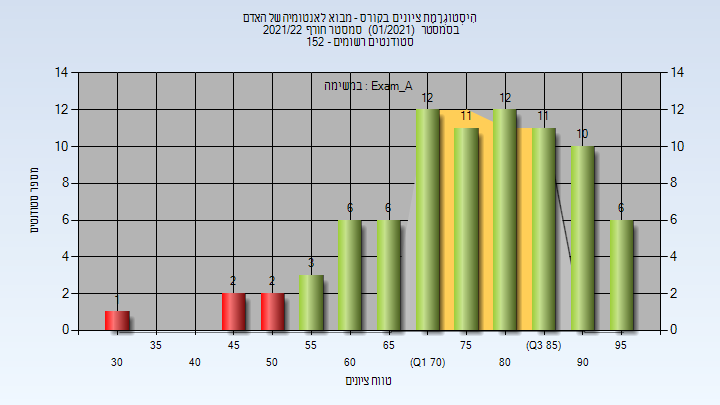 היסטוגרמת ציונים בקורס - מבוא לאנטומיה של האדם
בסמסטר (01/2021) סמסטר חורף 2021/22
סטודנטים רשומים - 152
במשימה : Exam_A
מספר סטודנטים
14 14
12 12
10 10
8 8
6 6
4 4
2 2
0 0
1 2 2 3 6 6 12 11 12 11 10 6
35 45 55 65 75 (Q3 85) 95
30 40 50 60 (Q1 70) 80 90
טווח ציונים